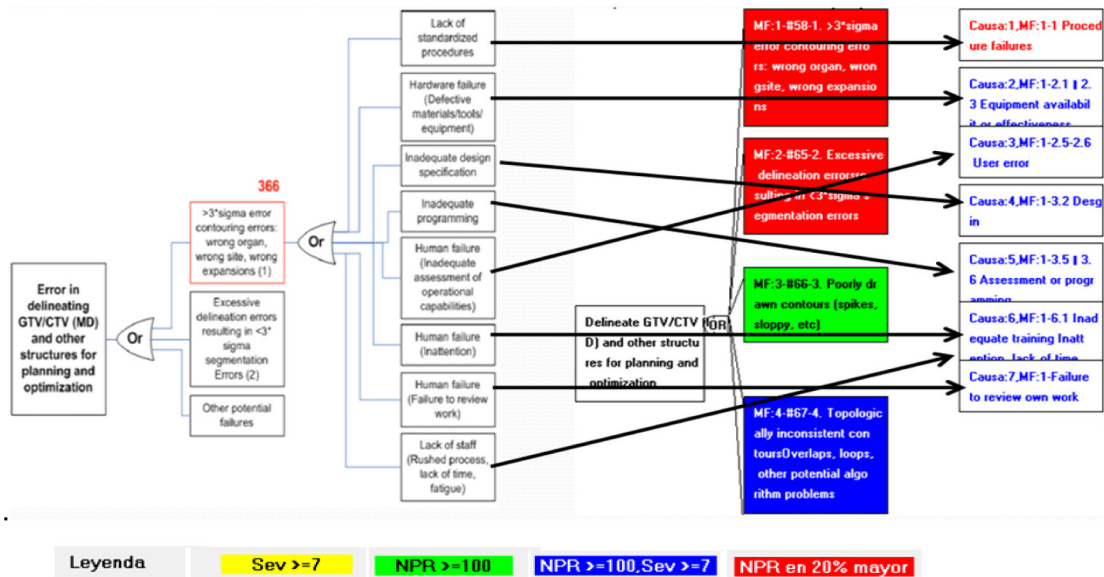 Error in
delineating
GTV/CTV (MD)
and other
structures for
planning and
optimization
Or
366
>3*sigma error
contouring errors:
wrong organ,
wrong site, wrong
expansions (1)
Excessive
delineation errors
resulting in <3*
sigma
segmentation
Errors (2)
Other potential
failures
Or
Lack of
standardized
procedures
Hardware failure
(Defective
materials/tools/
equipment)
Inadequate design
specification
Inadequate
programming
Human failure
(Inadequate
assessment of
operational
capabilities)
Human failure
(Inattention)
Human failure
(Failure to review
work)
Lack of staff
(Rushed process,
lack of time,
fatigue)
Delineate GTV/CTV
D) and other structu
res for planning and
optimization
OR
MF:1-#58-1. >3*sigma
error contouring erro
rs: wrong organ, wron
gsite, wrong expansio
ns
MF:2-#65-2. Excessive
delineation errorsre
sulting in <3*sigma s
egmentation errors
MF:3-#66-3. Poorly dr
awn contours (spikes,
sloppy, etc)
MF:4-#67-4. Topologic
ally inconsistent con
toursOverlaps, loops,
other potential algo
rithm problems
Causa:1,MF:1-1 Proced
ure failures
Causa:2,MF:1-2.1 || 2.
3 Equipment availabil
it or effectiveness
Causa:3,MF:1-2.5-2.6
User error
Causa:4,MF:1-3.2 Desg
in
Causa:5,MF:1-3.5 || 3.
6 Assessment or progr
amming
Causa:6,MF:1-6.1 Inad
equate training Inatt
ention, lack of time
Causa:7,MF:1-Failure
to review own work
Leyenda
Sev >=7
NPR >=100
NPR >=100,Sev >=7
NPR en 20% mayor